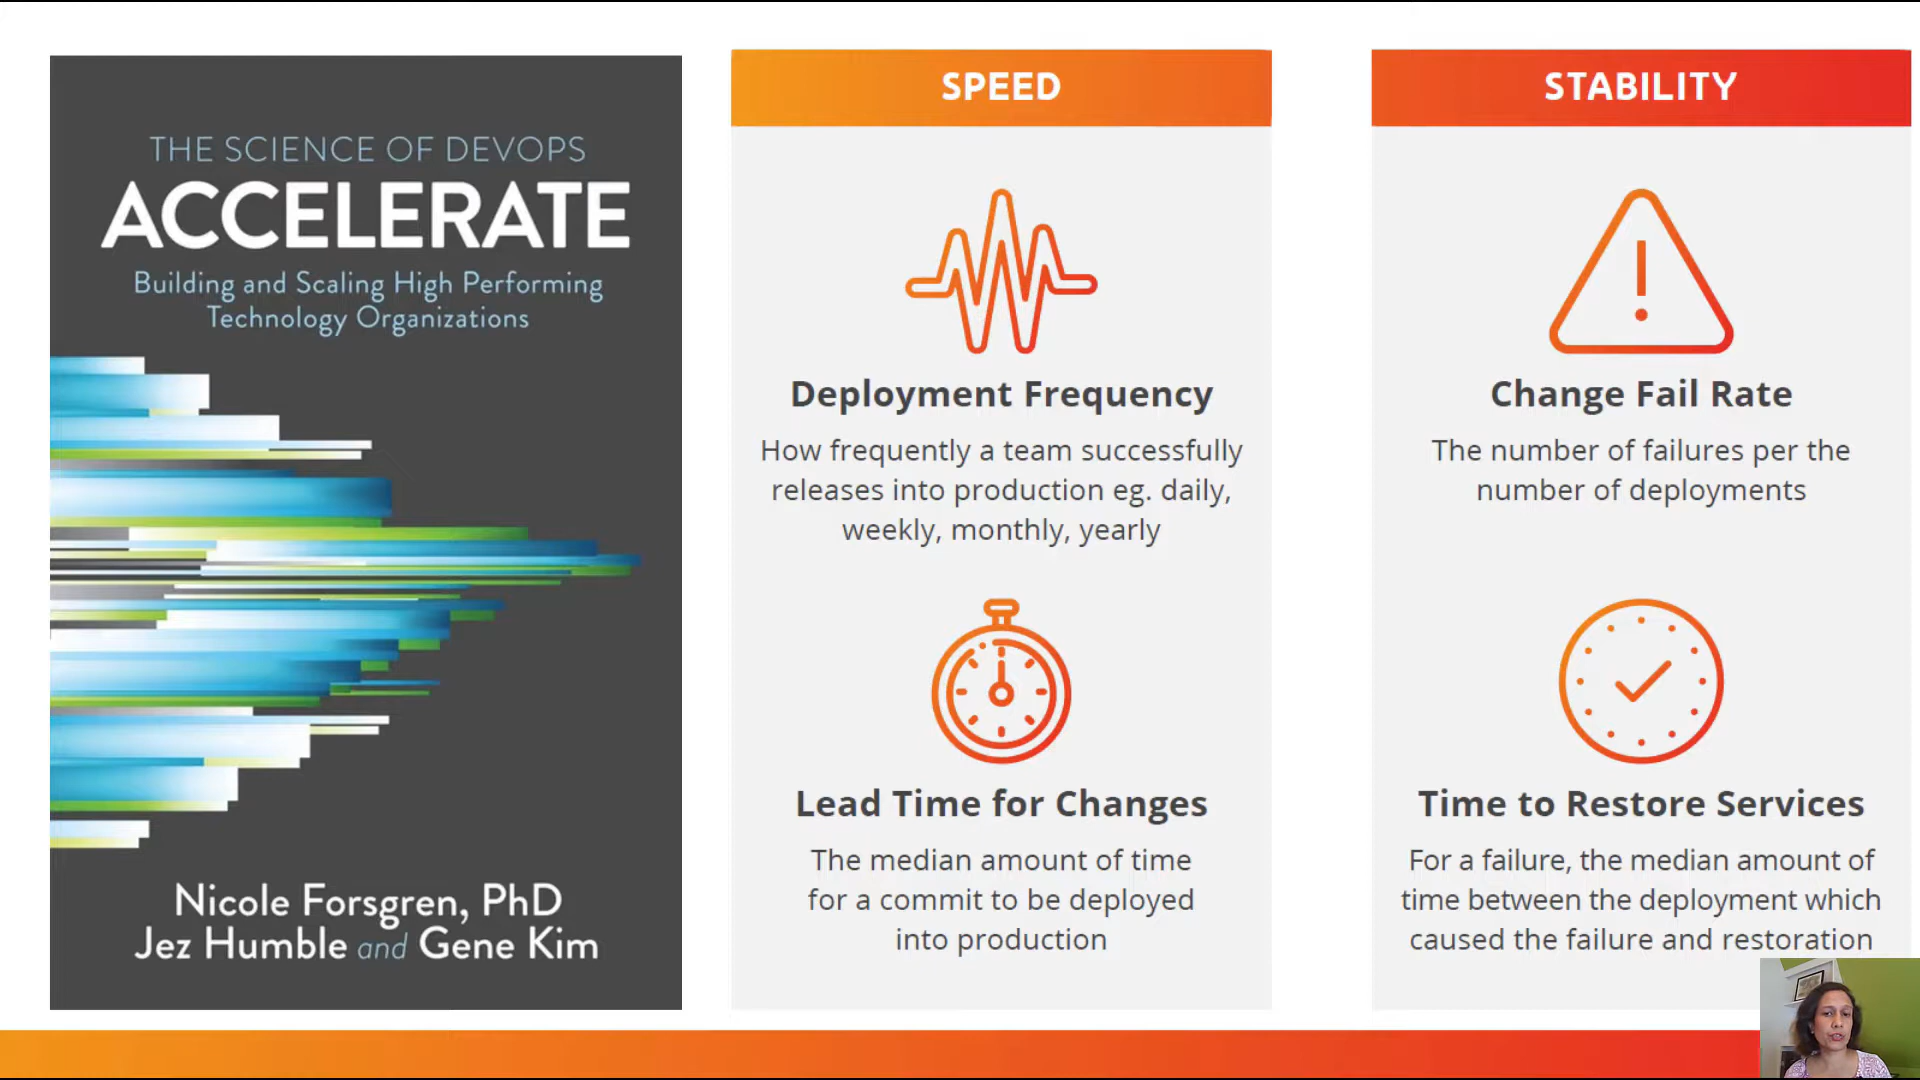 THE SCIENCE OF DEVOPS
ACCELERATE
Building and Scaling High Performing
Technology Organizations
Nicole Forsgren, PhD
Jez Humble and Gene Kim
SPEED
Deployment Frequency
How frequently a team successfully
releases into production eg. daily,
weekly, monthly, yearly
Lead Time for Changes
The median amount of time
for a commit to be deployed
into production
STABILITY
Change Fail Rate
The number of failures per the
number of deployments
Time to Restore Services
For a failure, the median amount of
time between the deployment which
caused the failure and restoration